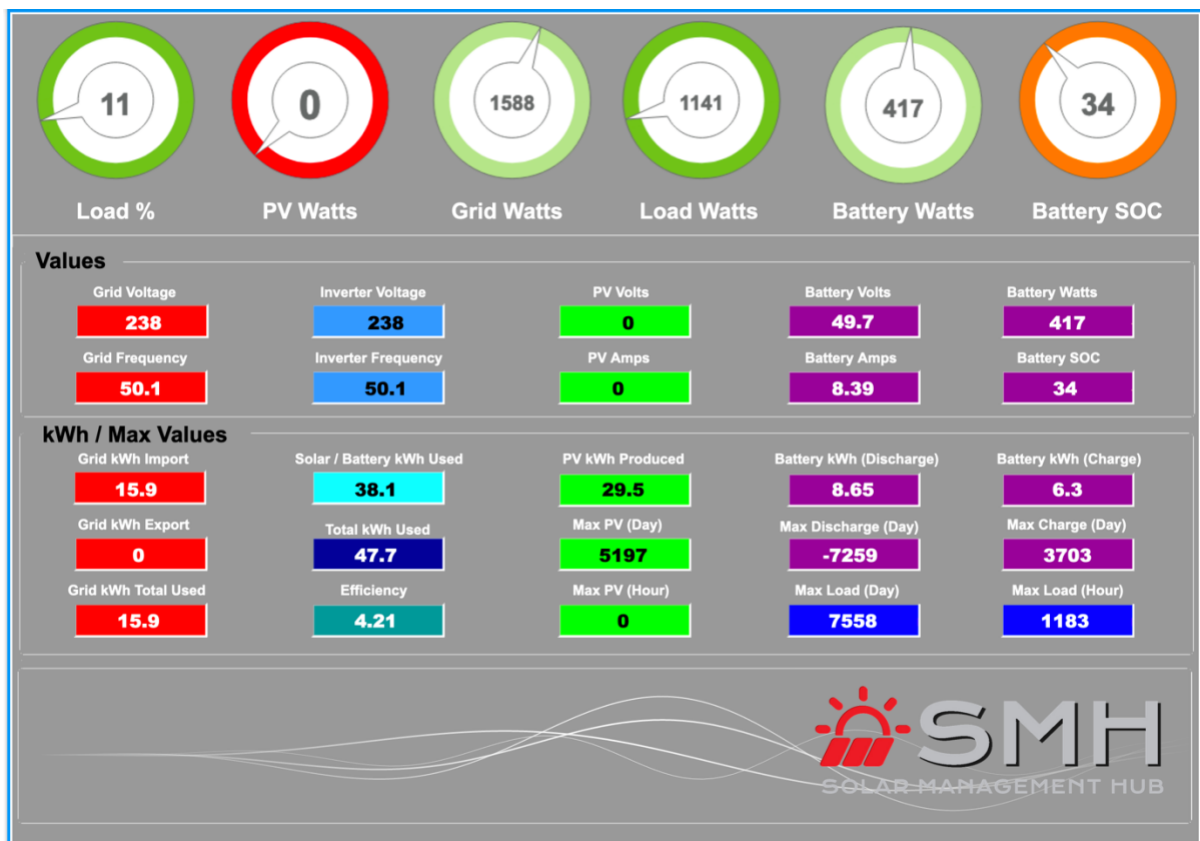 11 0 1588 1141 417 34
Load % PV Watts Grid Watts Load Watts Battery Watts Battery SOC
Values
Grid Voltage Inverter Voltage PV Volts Battery Volts Battery Watts
238 238 0 49.7 417
Grid Frequency Inverter Frequency PV Amps Battery Amps Battery SOC
50.1 50.1 0 8.39 34
kWh / Max Values
Grid kWh Import Solar / Battery kWh Used PV kWh Produced Battery kWh (Discharge) Battery kWh (Charge)
15.9 38.1 29.5 8.65 6.3
Grid kWh Export Total kWh Used Max PV (Day) Max Discharge (Day) Max Charge (Day)
0 47.7 5197 -7259 3703
Grid kWh Total Used Efficiency Max PV (Hour) Max Load (Day) Max Load (Hour)
15.9 4.21 0 7558 1183
SMH
SOLAR MANAGEMENT HUB